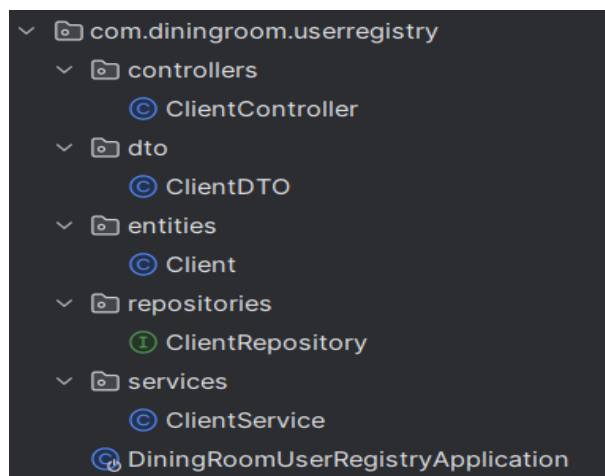 com.diningroom.userregistry
controllers
ClientController
dto
ClientDTO
entities
Client
repositories
ClientRepository
services
ClientService
DiningRoomUserRegistryApplication